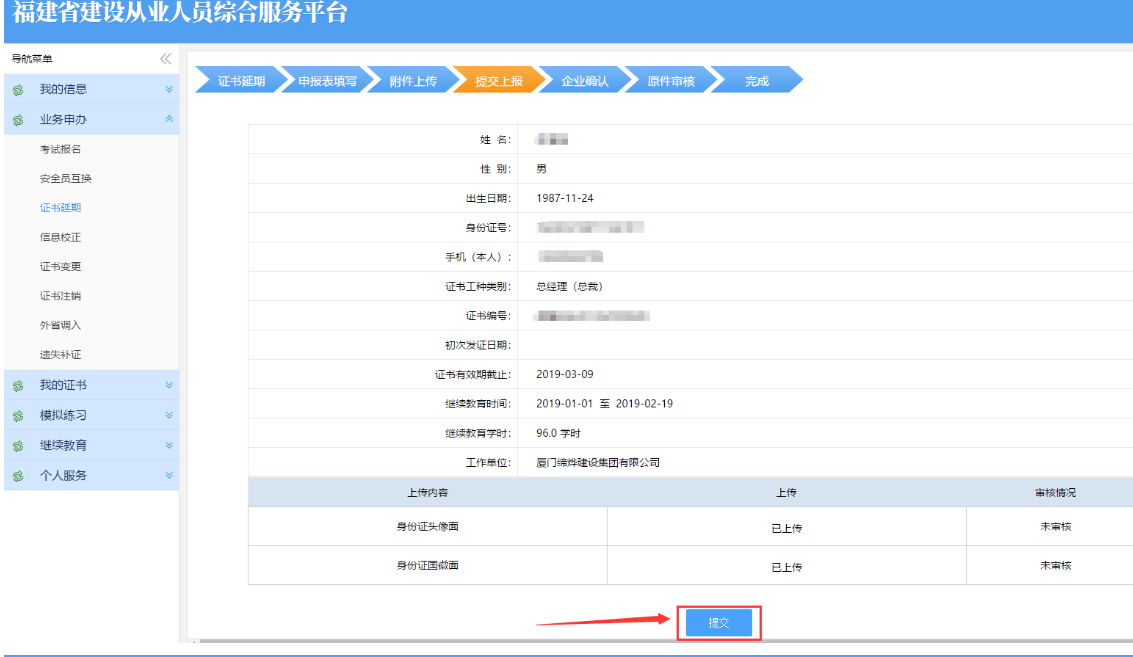 福建省建设从业人员综合服务平台
导航菜单
我的信息
业务申办
考试报名
安全员互换
证书延期
信息校正
证书变更
证书注销
外省调入
遗失补证
我的证书
模拟练习
继续教育
个人服务
证书延期 申报表填写 附件上传 提交上报 企业确认 原件审核 完成
姓 名：
性 别： 男
出生日期： 1987-11-24
身份证号：
手机（本人）：
证书工种类别： 总经理（总裁）
证书编号：
初次发证日期：
证书有效期截止： 2019-03-09
继续教育时间： 2019-01-01 至 2019-02-19
继续教育学时： 96.0 学时
工作单位： 厦门缔烨建设集团有限公司
上传内容 上传 审核情况
身份证头像面 已上传 未审核
身份证国徽面 已上传 未审核
提交